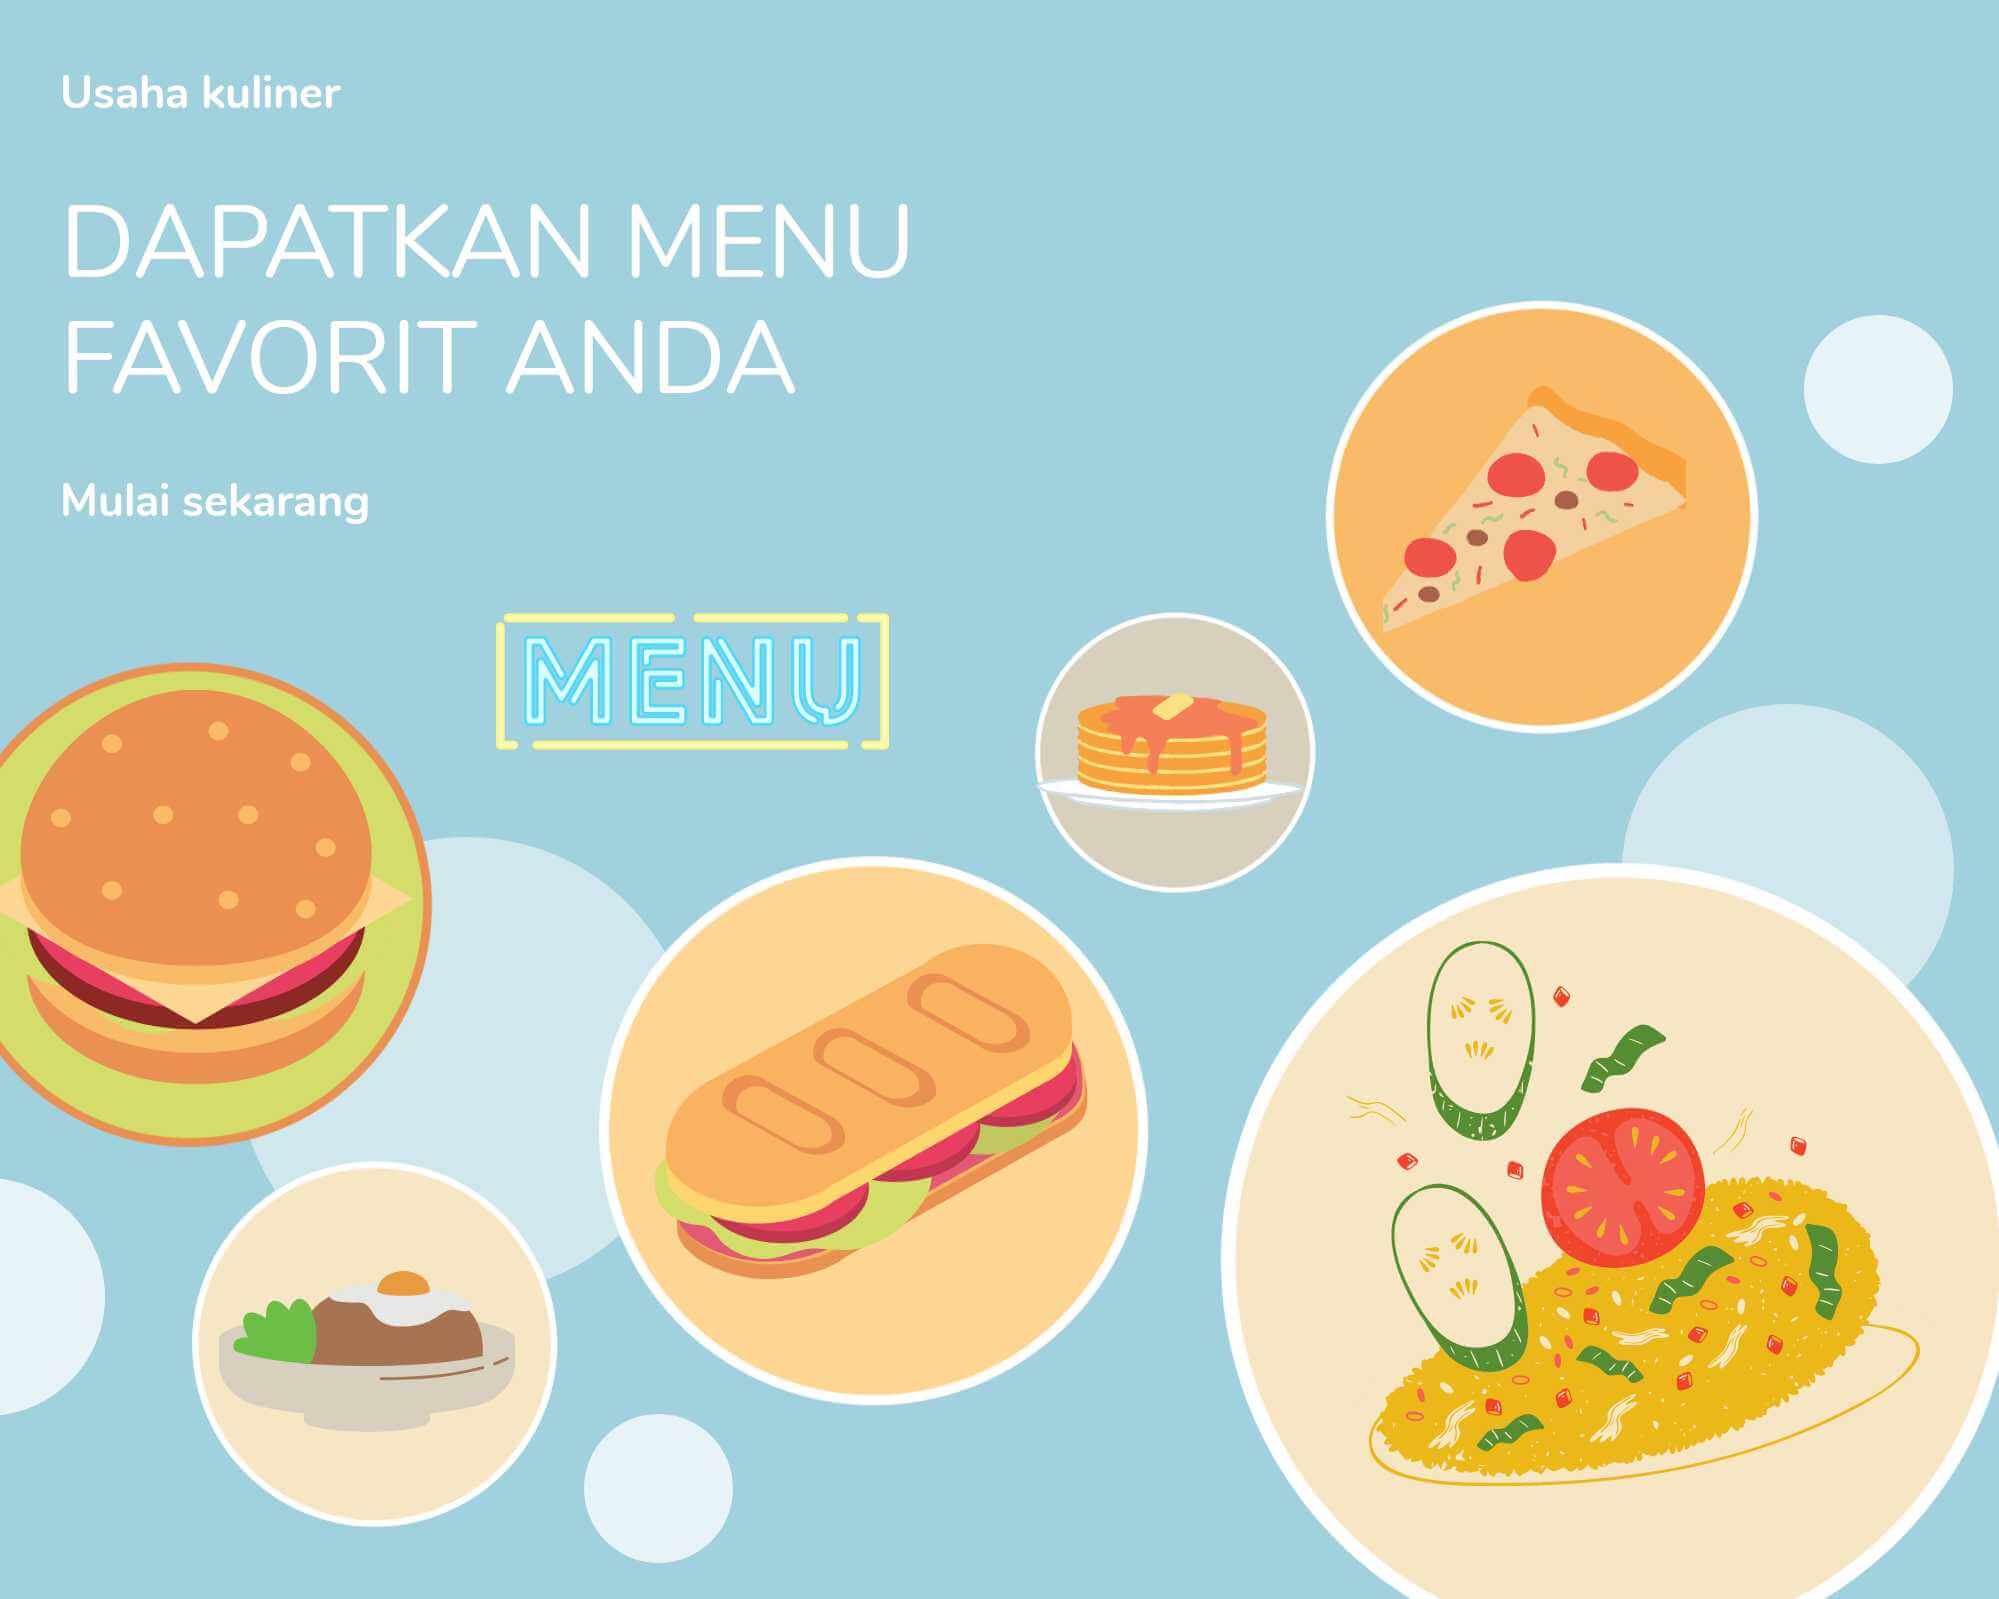 Usaha kuliner
DAPATKAN MENU
FAVORIT ANDA
Mulai sekarang
MENU